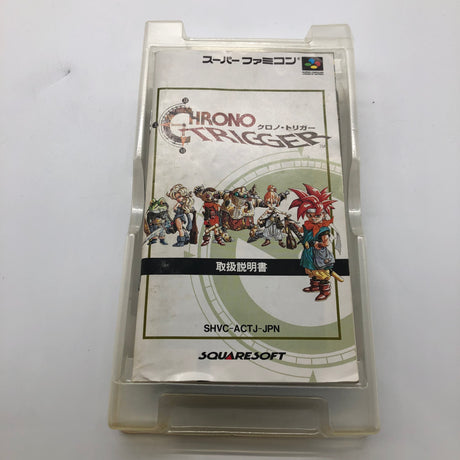 スーパーファミコン
CHRONO
クロノ・トリガー
TRIGGER
取扱説明書
SHVC-ACTJ-JPN
SQUARESOFT